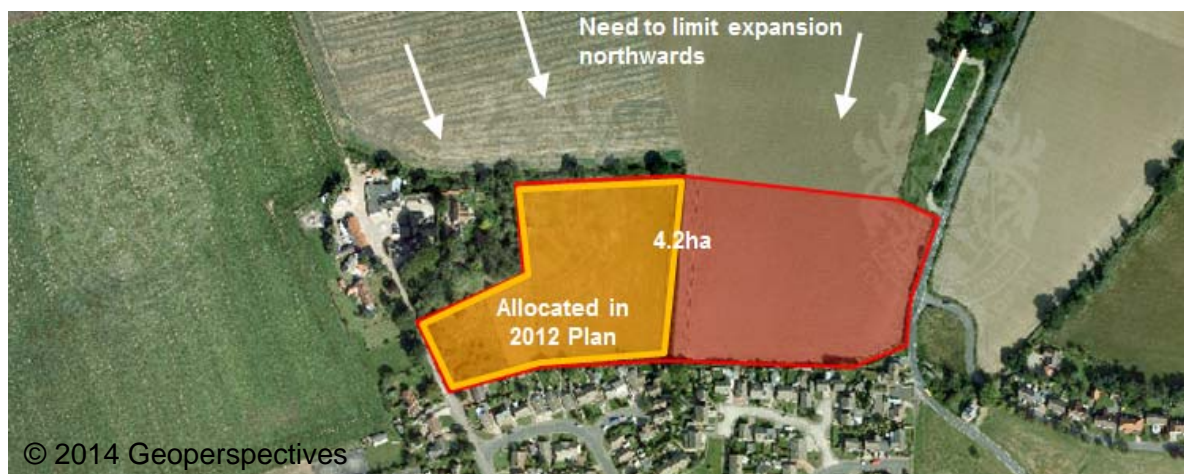 Need to limit expansion
northwards
4.2ha
Allocated in
2012 Plan
© 2014 Geoperspectives